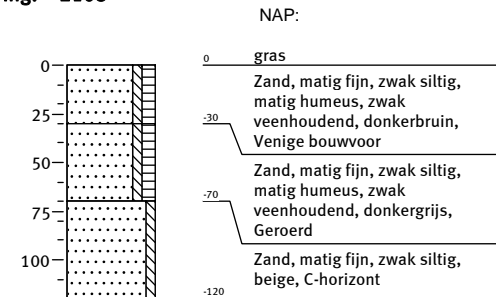 NAP:
0
gras
0
Zand, matig fijn, zwak siltig,
matig humeus, zwak
veenhoudend, donkerbruin,
Venige bouwvoor
25
-30
50
Zand, matig fijn, zwak siltig,
matig humeus, zwak
veenhoudend, donkergrijs,
Geroerd
-70
75
100
Zand, matig fijn, zwak siltig,
beige, C-horizont
-120